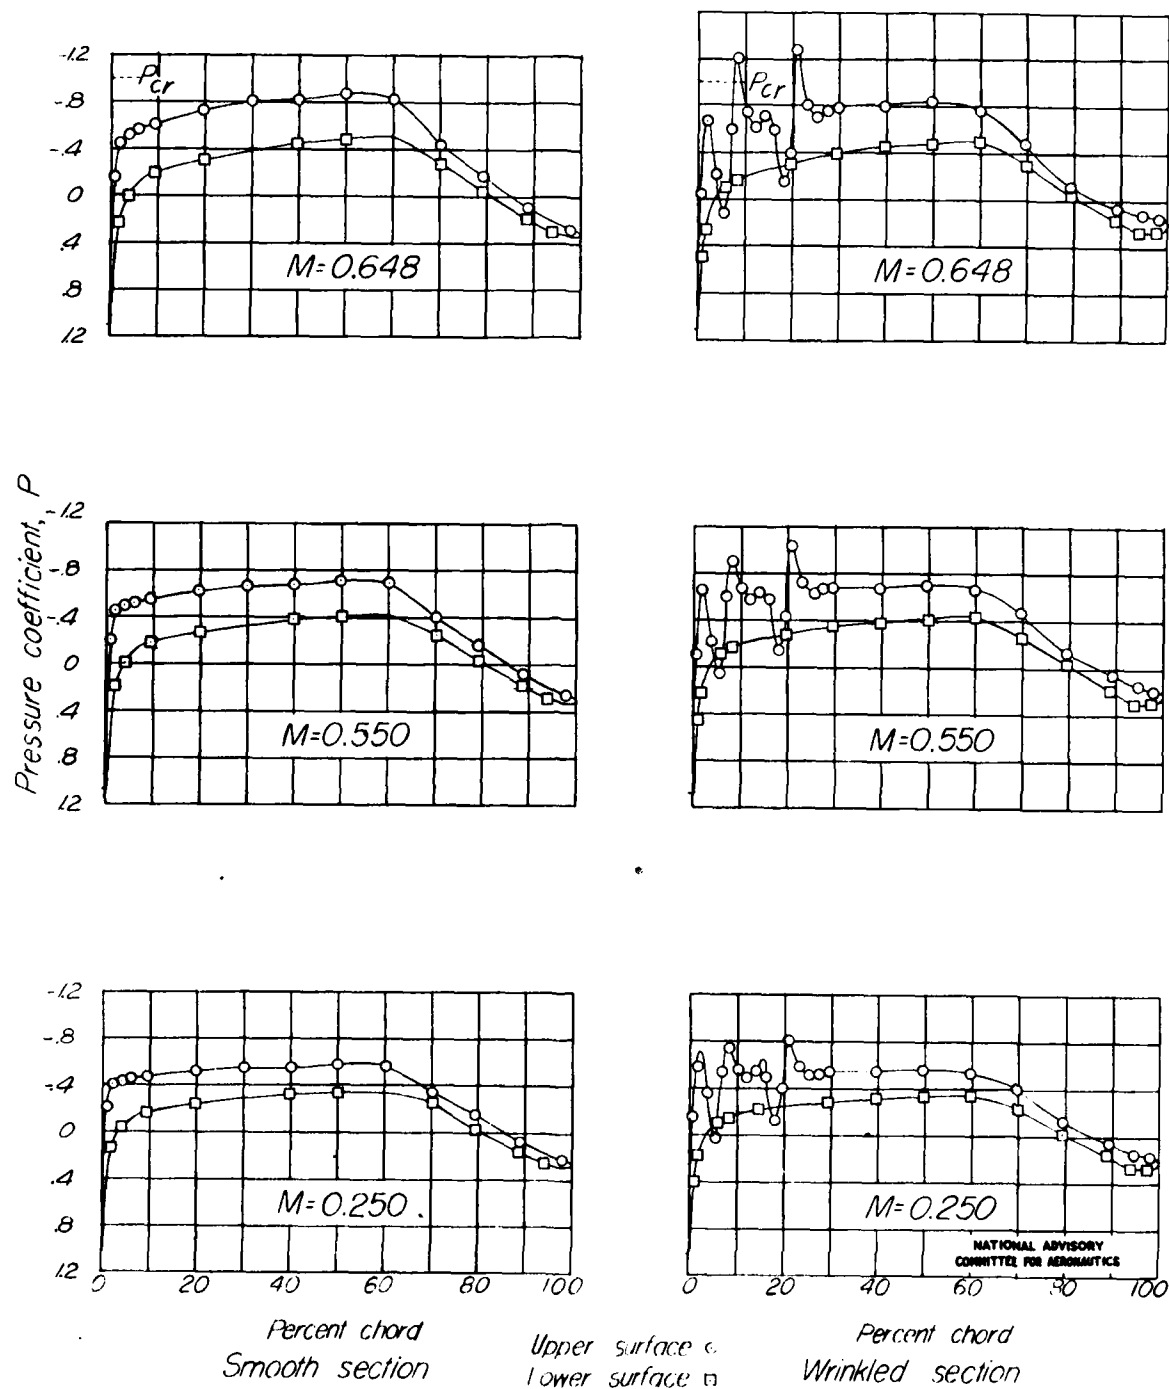 -1.2
-.8
-.4
0
.4
.8
1.2
Pcr
M=0.648
Pcr
M=0.648
Pressure coefficient, P
-1.2
-.8
-.4
0
.4
.8
1.2
M=0.550
M=0.550
-1.2
-.8
-.4
0
.4
.8
1.2
M=0.250
M=0.250
NATIONAL ADVISORY
COMMITTEE FOR AERONAUTICS
0 20 40 60 80 100
0 20 40 60 80 100
Percent chord
Smooth section
Upper surface
Lower surface
Percent chord
Wrinkled section